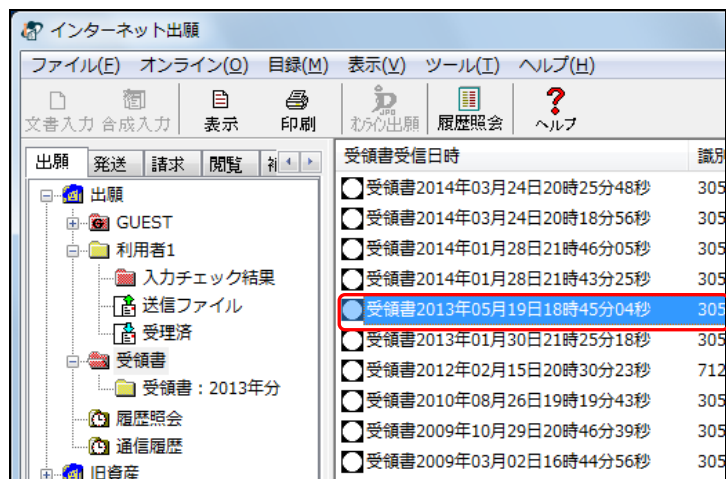 インターネット出願
ファイル(F) オンライン(O) 目録(M) 表示(V) ツール(T) ヘルプ(H)
文書入力 合成入力 表示 印刷 オンライン出願 履歴照会 ヘルプ
出願 発送 請求 閲覧
出願
GUEST
利用者1
入力チェック結果
送信ファイル
受理済
受領書
受領書：2013年分
履歴照会
通信履歴
旧資産
受領書受信日時 識別
受領書2014年03月24日20時25分48秒 305
受領書2014年03月24日20時18分56秒 305
受領書2014年01月28日21時46分05秒 305
受領書2014年01月28日21時43分25秒 305
受領書2013年05月19日18時45分04秒 305
受領書2013年01月30日21時25分18秒 305
受領書2012年02月15日20時30分23秒 712
受領書2010年08月26日19時19分43秒 305
受領書2009年10月29日20時46分39秒 305
受領書2009年03月02日16時44分56秒 305